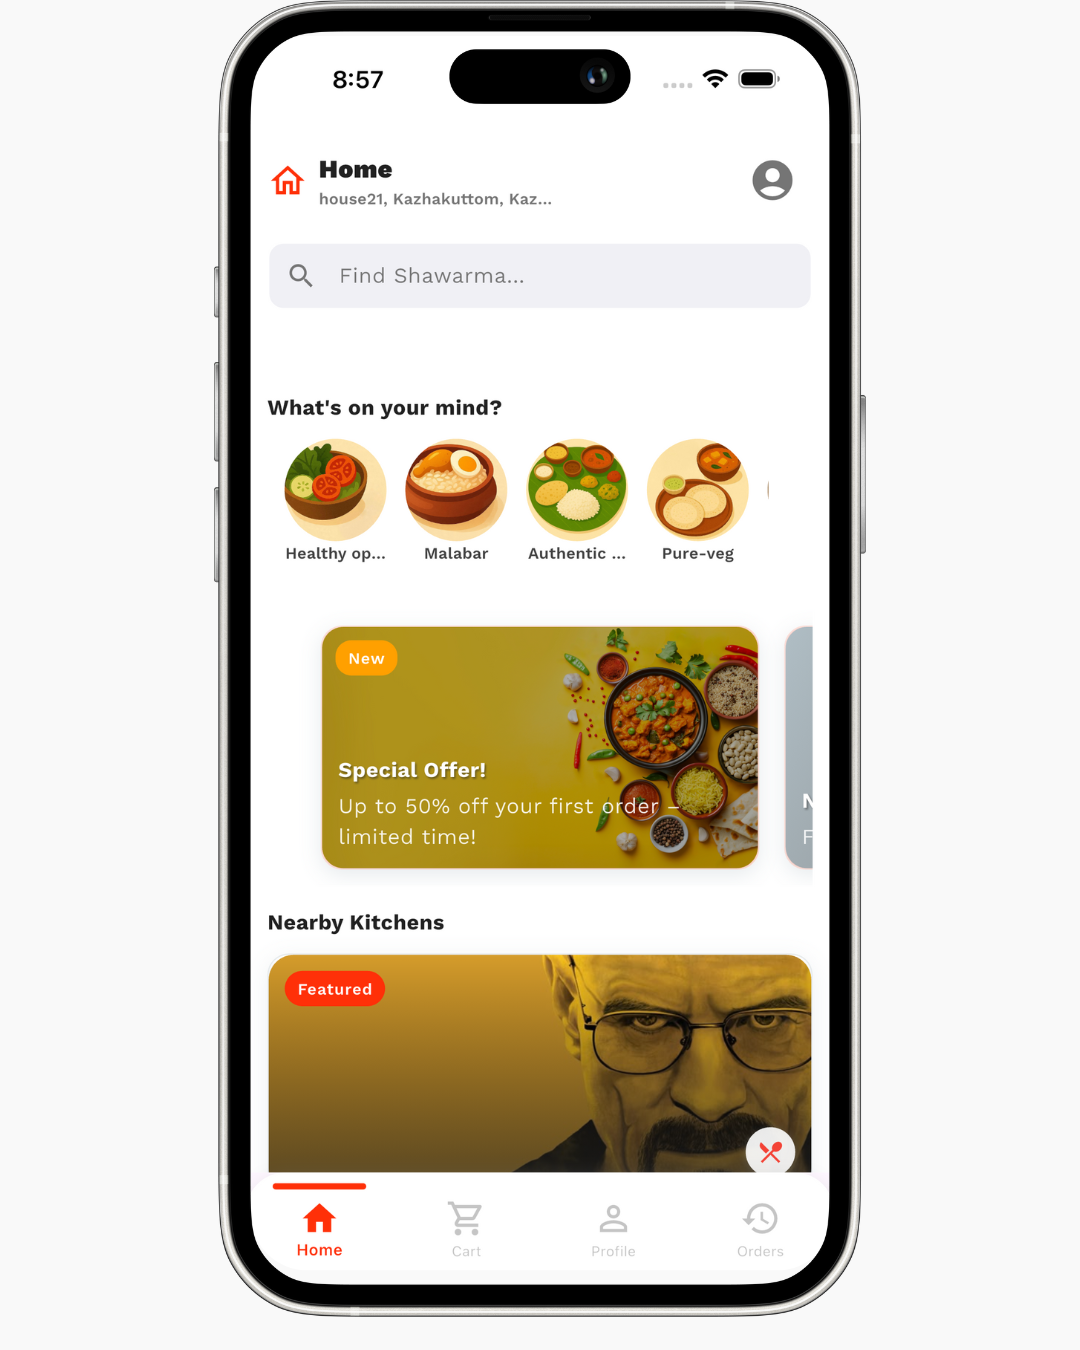 8:57
Home
house21, Kazhakuttom, Kaz...
Find Shawarma...
What's on your mind?
Healthy op...
Malabar
Authentic ...
Pure-veg
New
Special Offer!
Up to 50% off your first order –
limited time!
N
F
Nearby Kitchens
Featured
Home
Cart
Profile
Orders